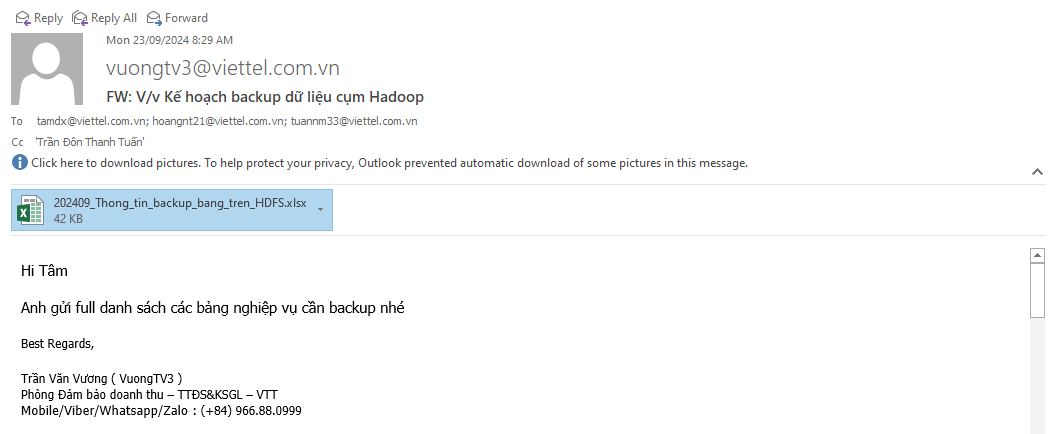 Reply Reply All Forward
Mon 23/09/2024 8:29 AM
vuongtv3@viettel.com.vn
FW: V/v Kế hoạch backup dữ liệu cụm Hadoop
To tamdx@viettel.com.vn; hoangnt21@viettel.com.vn; tuannm33@viettel.com.vn
Cc 'Trần Đôn Thanh Tuấn'
Click here to download pictures. To help protect your privacy, Outlook prevented automatic download of some pictures in this message.
202409_Thong_tin_backup_bang_tren_HDFS.xlsx
42 KB
Hi Tâm
Anh gửi full danh sách các bảng nghiệp vụ cần backup nhé
Best Regards,
Trần Văn Vương ( VuongTV3 )
Phòng Đảm bảo doanh thu – TTĐS&KSGL – VTT
Mobile/Viber/Whatsapp/Zalo : (+84) 966.88.0999